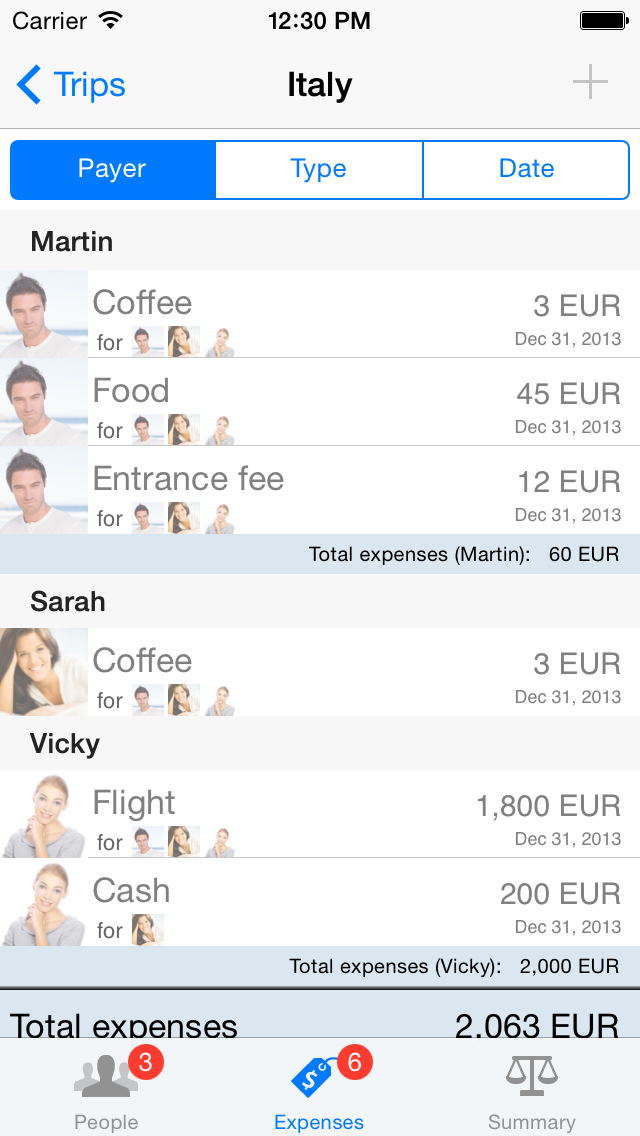 Carrier 12:30 PM
Trips Italy
Payer Type Date
Martin
Coffee 3 EUR
for Dec 31, 2013
Food 45 EUR
for Dec 31, 2013
Entrance fee 12 EUR
for Dec 31, 2013
Total expenses (Martin): 60 EUR
Sarah
Coffee 3 EUR
for Dec 31, 2013
Vicky
Flight 1,800 EUR
for Dec 31, 2013
Cash 200 EUR
for Dec 31, 2013
Total expenses (Vicky): 2,000 EUR
Total expenses 2,063 EUR
3 $ 6
People Expenses Summary